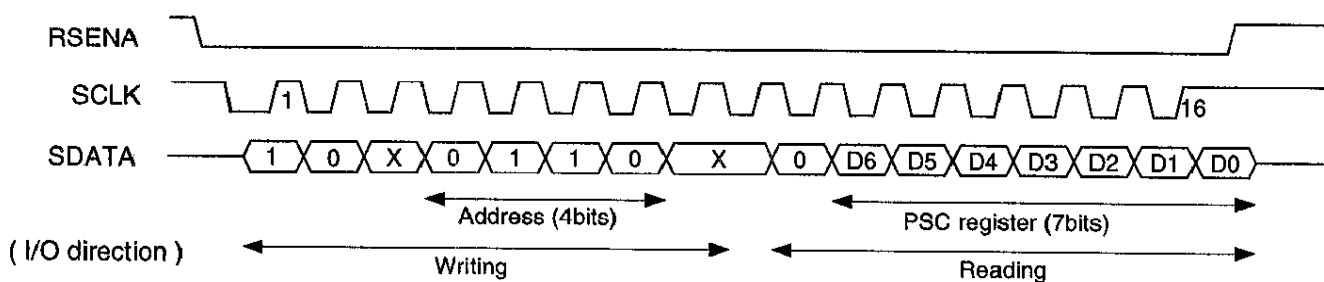 RSENA
SCLK 1 16
SDATA 1 0 X 0 1 1 0 X 0 D6 D5 D4 D3 D2 D1 D0
Address (4bits) PSC register (7bits)
( I/O direction ) Writing Reading